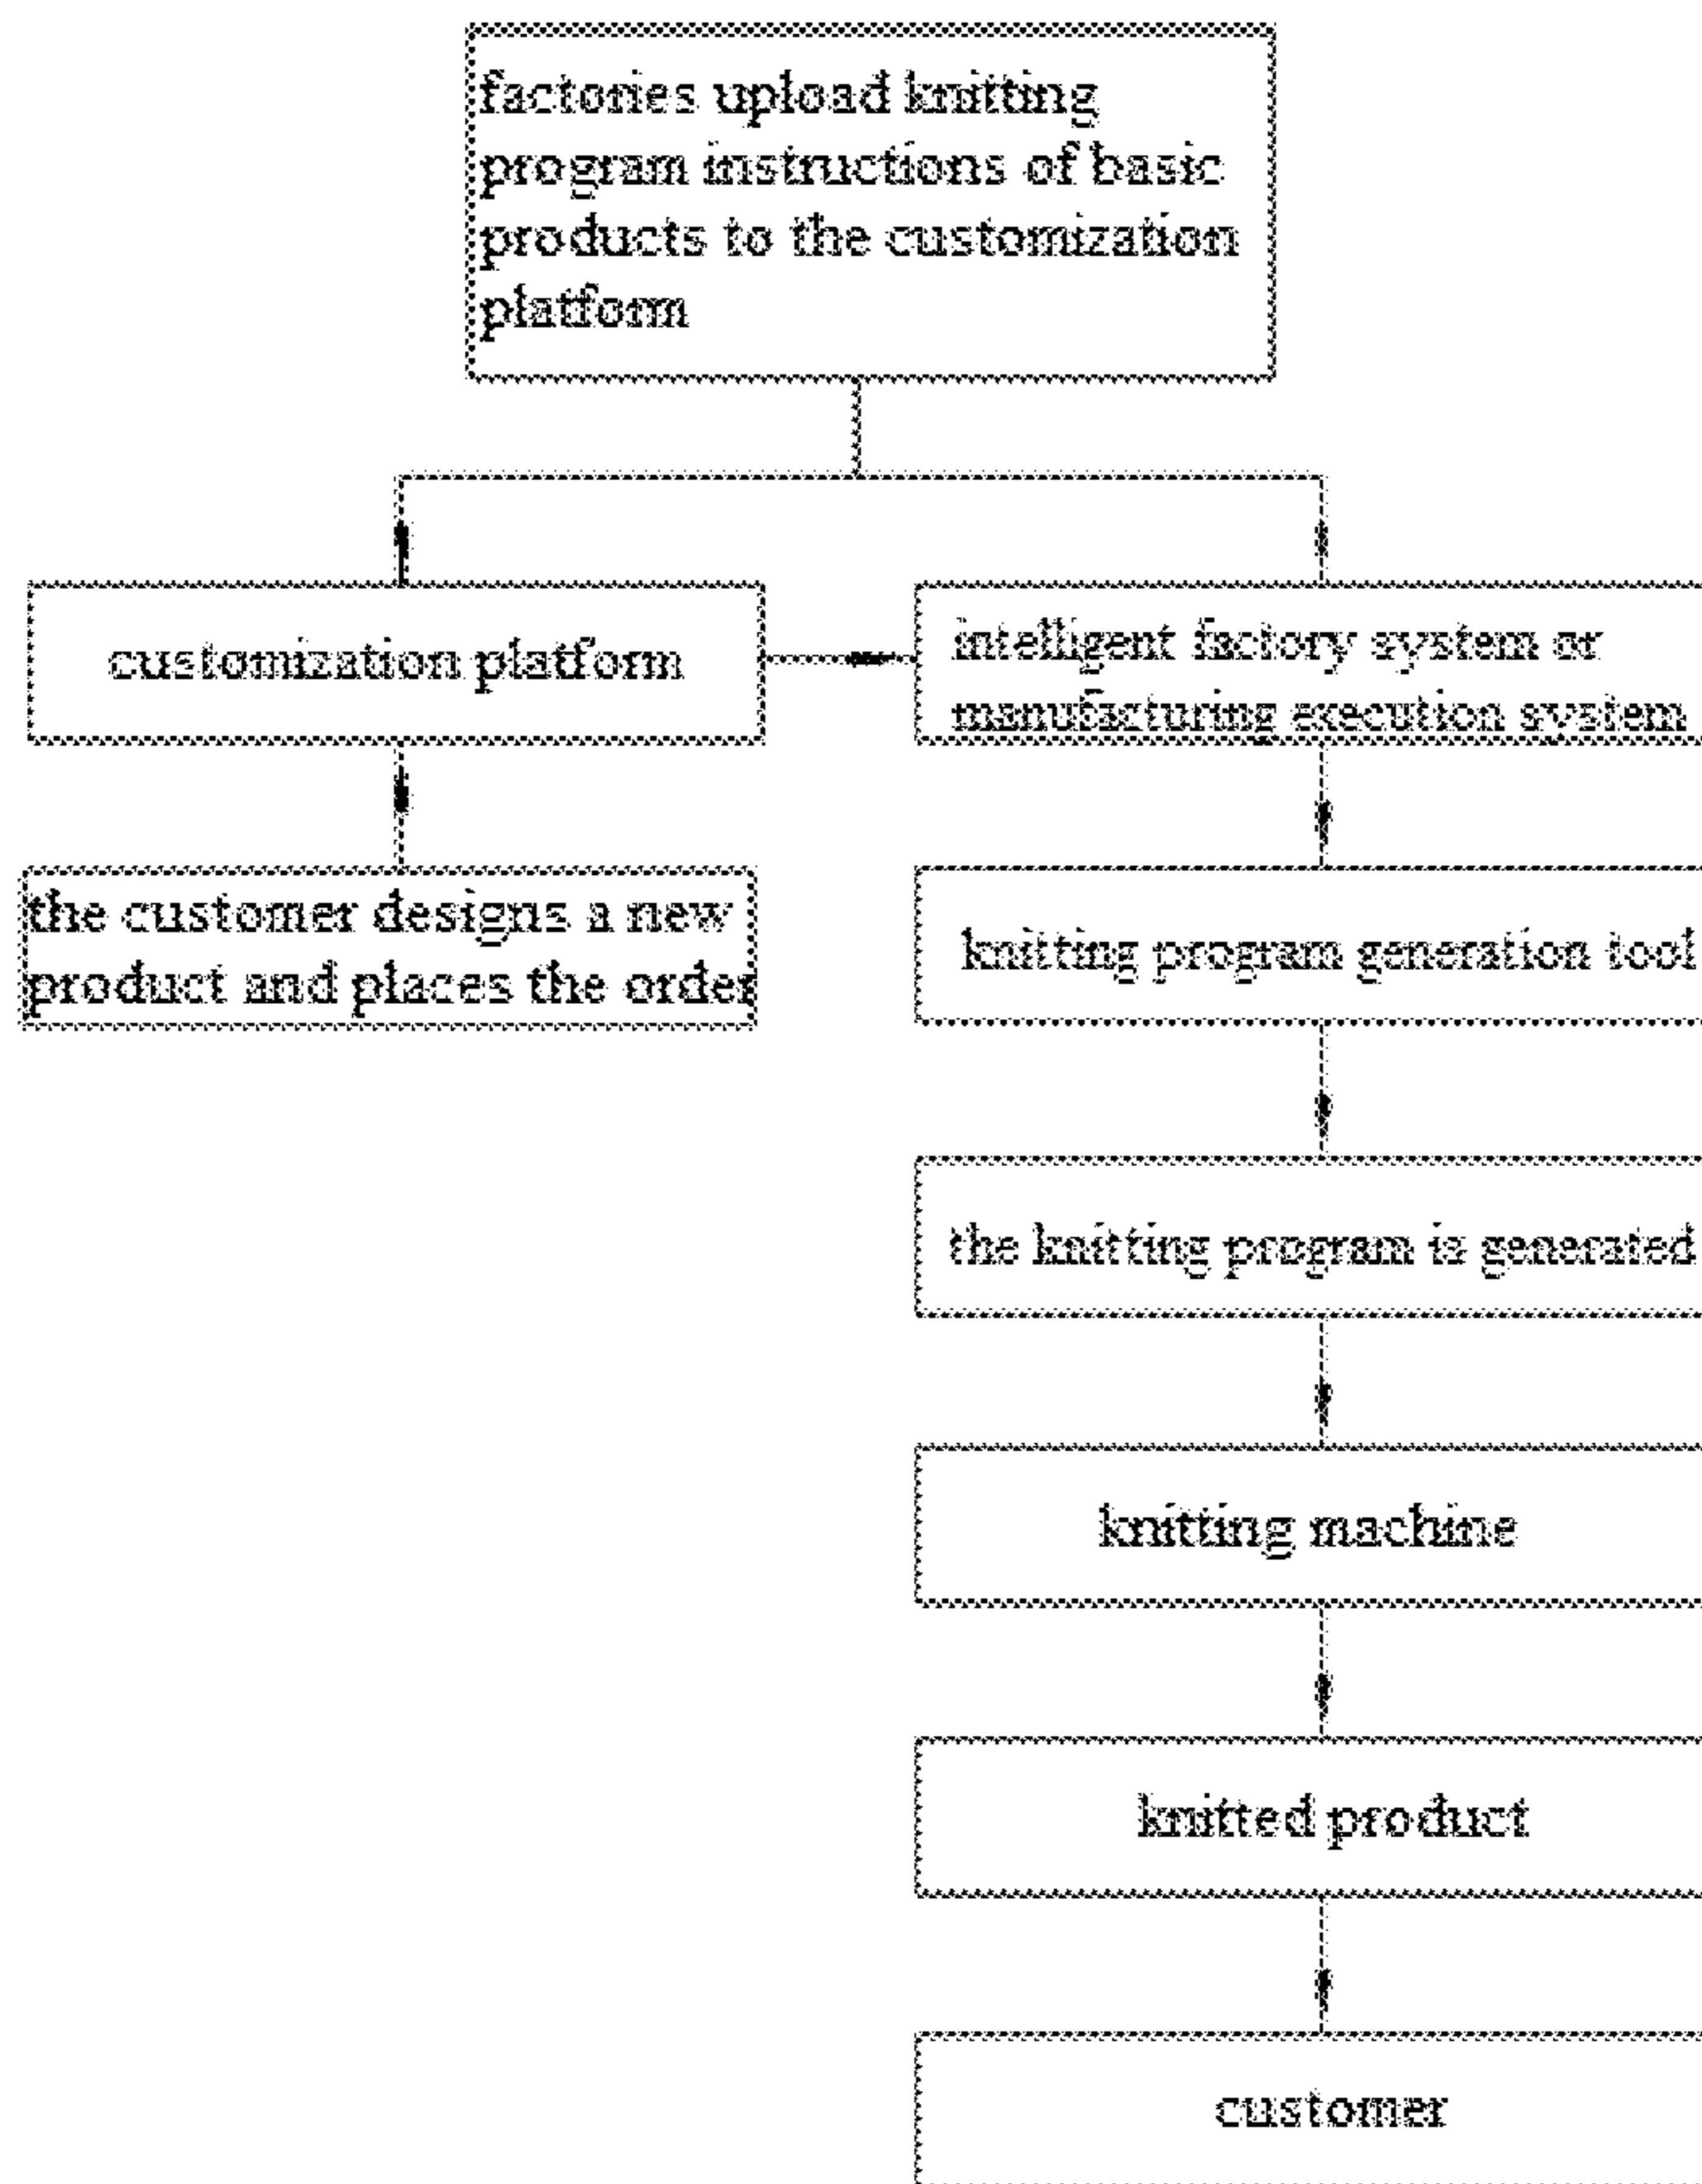 factories upload knitting
program instructions of basic
products to the customization
platform
customization platform
intelligent factory system or
manufacturing execution system
the customer designs a new
product and places the order
knitting program generation tool
the knitting program is generated
knitting machine
knitted product
customer